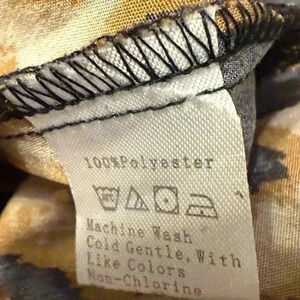 100%Polyester
Machine Wash
Cold Gentle, With
Like Colors
Non-Chlorine